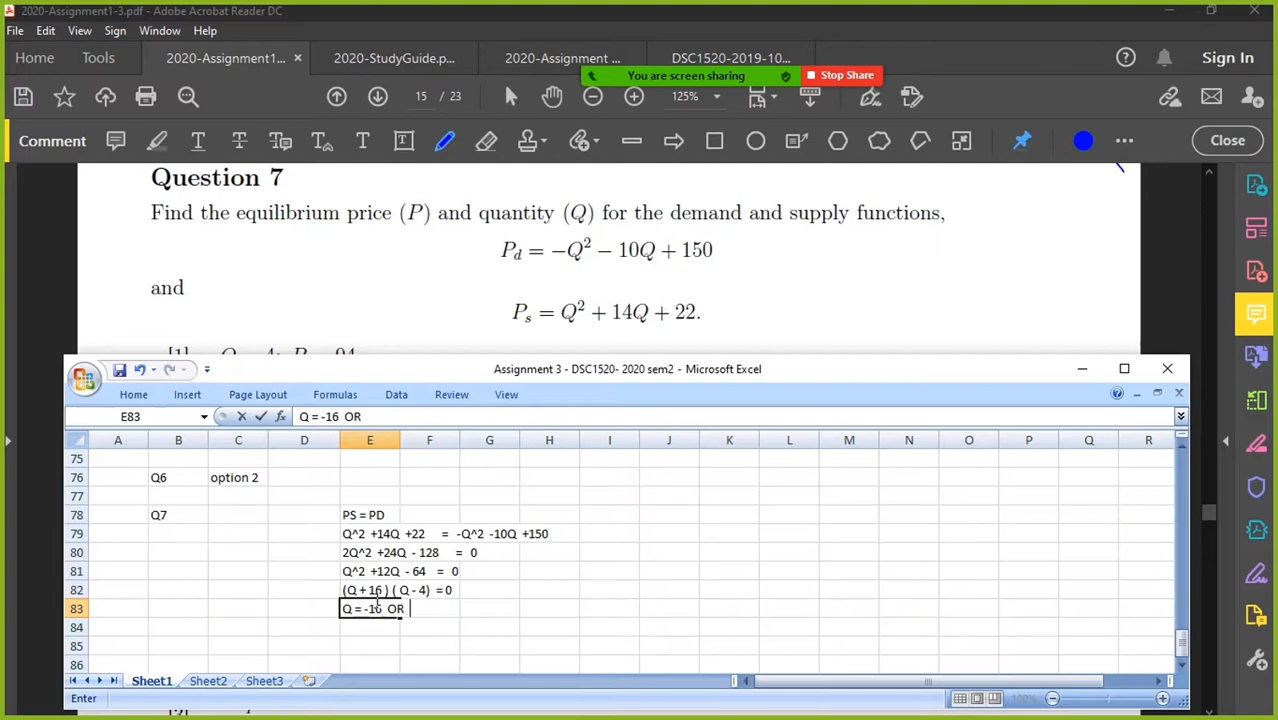 2020-Assignment1-3.pdf - Adobe Acrobat Reader DC
File Edit View Sign Window Help
Home Tools 2020-Assignment1... × 2020-StudyGuide.p... 2020-Assignment ... DSC1520-2019-10... Sign In
You are screen sharing Stop Share
15 / 23 125%
Comment Close
Question 7
Find the equilibrium price (P) and quantity (Q) for the demand and supply functions,
P_d = −Q² − 10Q + 150
and
P_s = Q² + 14Q + 22.
Assignment 3 - DSC1520- 2020 sem2 - Microsoft Excel
Home Insert Formulas Page Layout Data Review View
E83 fx Q = -16 OR
A B C D E F G H I J K L M N O P Q R
75
76 Q6 option 2
77
78 Q7 PS = PD
79 Q^2 +14Q +22 = -Q^2 -10Q +150
80 2Q^2 +24Q - 128 = 0
81 Q^2 +12Q - 64 = 0
82 (Q + 16 ) ( Q - 4) = 0
83 Q = -16 OR
84
85
86
Sheet1 Sheet2 Sheet3
Enter 100%